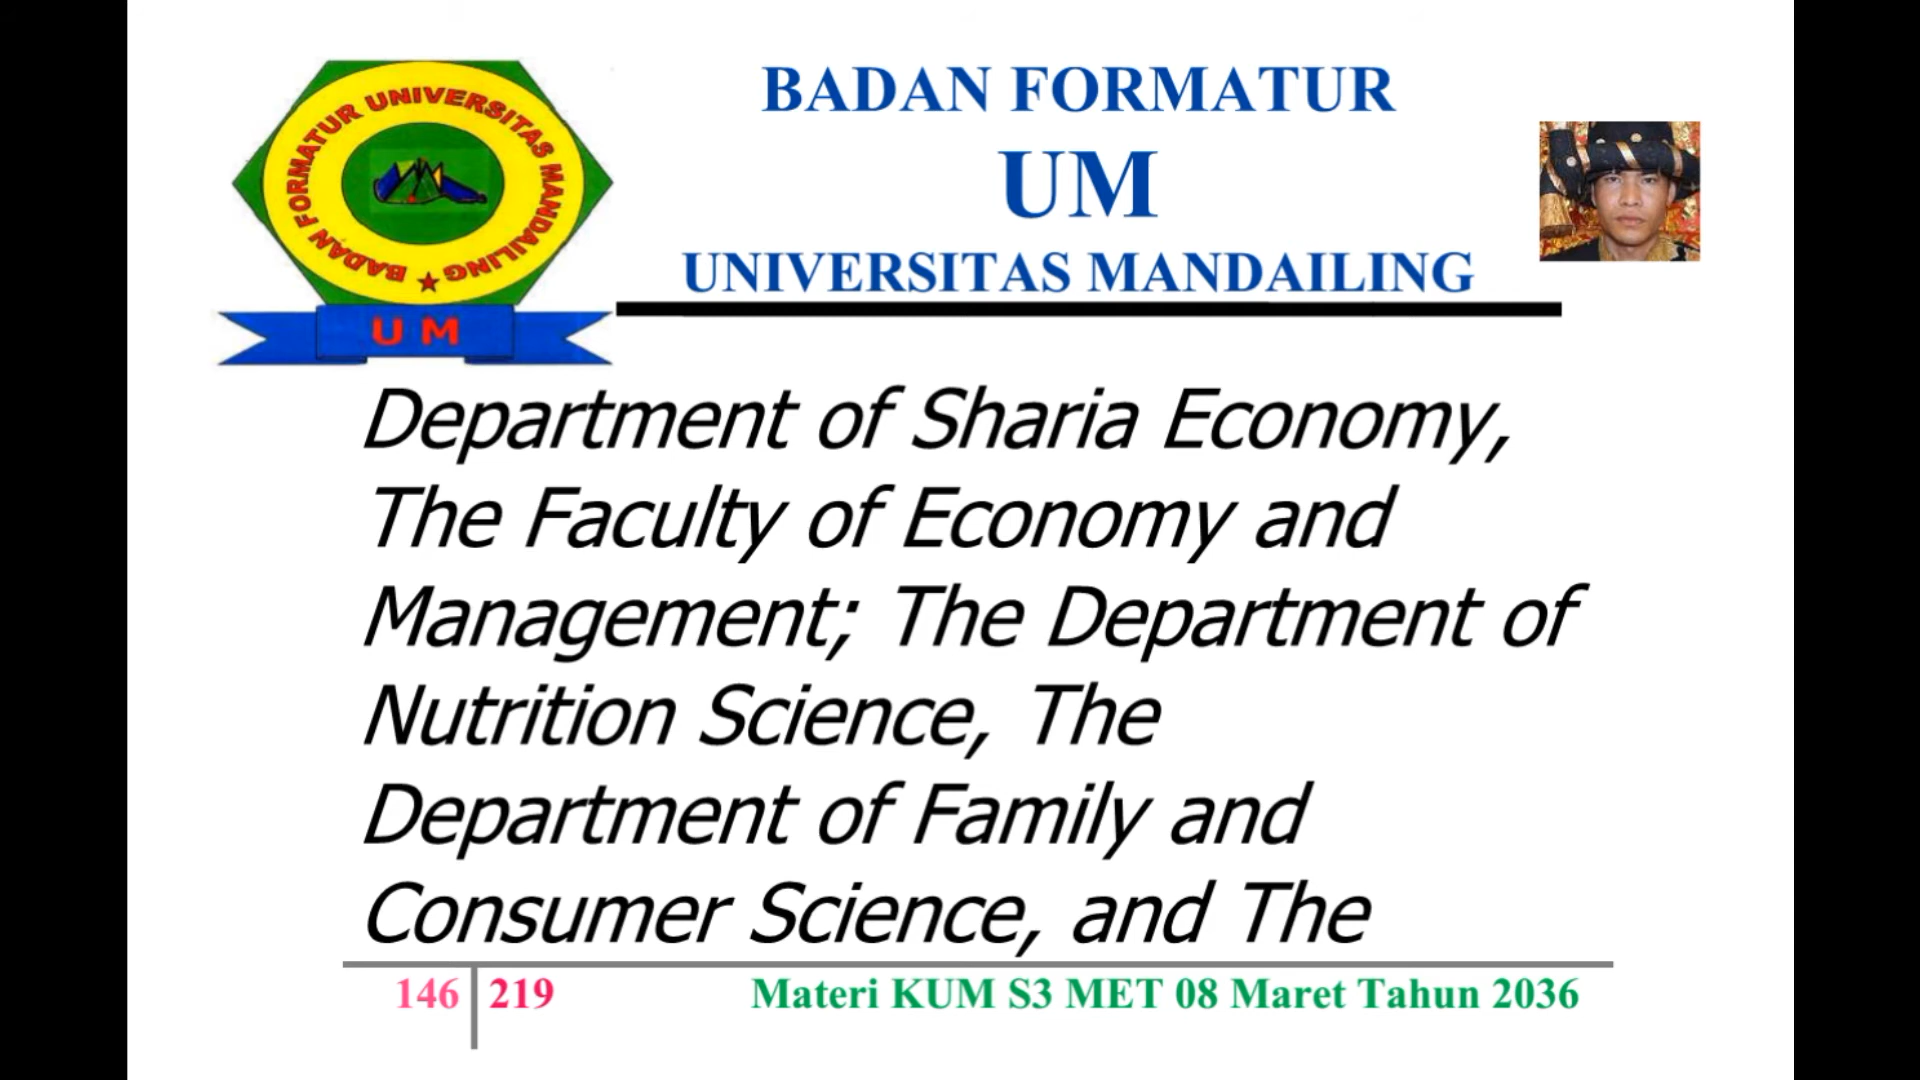 BADAN FORMATUR UNIVERSITAS MANDAILING
U M
BADAN FORMATUR
UM
UNIVERSITAS MANDAILING
Department of Sharia Economy,
The Faculty of Economy and
Management; The Department of
Nutrition Science, The
Department of Family and
Consumer Science, and The
146 219 Materi KUM S3 MET 08 Maret Tahun 2036